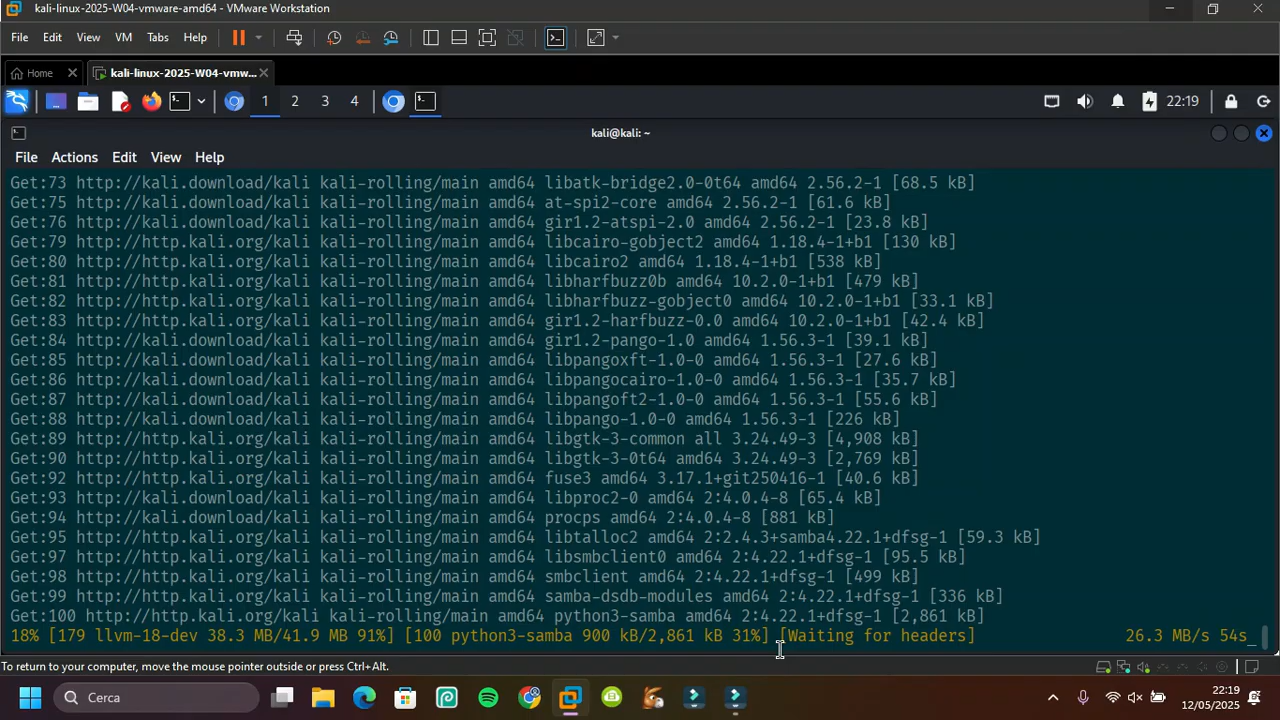 kali-linux-2025-W04-vmware-amd64 - VMware Workstation
File Edit View VM Tabs Help
Home kali-linux-2025-W04-vmw...
1 2 3 4 22:19
kali@kali: ~
File Actions Edit View Help
Get:73 http://kali.download/kali kali-rolling/main amd64 libatk-bridge2.0-0t64 amd64 2.56.2-1 [68.5 kB]
Get:75 http://kali.download/kali kali-rolling/main amd64 at-spi2-core amd64 2.56.2-1 [61.6 kB]
Get:76 http://kali.download/kali kali-rolling/main amd64 gir1.2-atspi-2.0 amd64 2.56.2-1 [23.8 kB]
Get:79 http://http.kali.org/kali kali-rolling/main amd64 libcairo-gobject2 amd64 1.18.4-1+b1 [130 kB]
Get:80 http://http.kali.org/kali kali-rolling/main amd64 libcairo2 amd64 1.18.4-1+b1 [538 kB]
Get:81 http://http.kali.org/kali kali-rolling/main amd64 libharfbuzz0b amd64 10.2.0-1+b1 [479 kB]
Get:82 http://http.kali.org/kali kali-rolling/main amd64 libharfbuzz-gobject0 amd64 10.2.0-1+b1 [33.1 kB]
Get:83 http://http.kali.org/kali kali-rolling/main amd64 gir1.2-harfbuzz-0.0 amd64 10.2.0-1+b1 [42.4 kB]
Get:84 http://http.kali.org/kali kali-rolling/main amd64 gir1.2-pango-1.0 amd64 1.56.3-1 [39.1 kB]
Get:85 http://http.kali.org/kali kali-rolling/main amd64 libpangoxft-1.0-0 amd64 1.56.3-1 [27.6 kB]
Get:86 http://http.kali.org/kali kali-rolling/main amd64 libpangocairo-1.0-0 amd64 1.56.3-1 [35.7 kB]
Get:87 http://http.kali.org/kali kali-rolling/main amd64 libpangoft2-1.0-0 amd64 1.56.3-1 [55.6 kB]
Get:88 http://http.kali.org/kali kali-rolling/main amd64 libpango-1.0-0 amd64 1.56.3-1 [226 kB]
Get:89 http://http.kali.org/kali kali-rolling/main amd64 libgtk-3-common all 3.24.49-3 [4,908 kB]
Get:90 http://http.kali.org/kali kali-rolling/main amd64 libgtk-3-0t64 amd64 3.24.49-3 [2,769 kB]
Get:92 http://http.kali.org/kali kali-rolling/main amd64 fuse3 amd64 3.17.1+git250416-1 [40.6 kB]
Get:93 http://kali.download/kali kali-rolling/main amd64 libproc2-0 amd64 2:4.0.4-8 [65.4 kB]
Get:94 http://kali.download/kali kali-rolling/main amd64 procps amd64 2:4.0.4-8 [881 kB]
Get:95 http://http.kali.org/kali kali-rolling/main amd64 libtalloc2 amd64 2:2.4.3+samba4.22.1+dfsg-1 [59.3 kB]
Get:97 http://http.kali.org/kali kali-rolling/main amd64 libsmbclient0 amd64 2:4.22.1+dfsg-1 [95.5 kB]
Get:98 http://http.kali.org/kali kali-rolling/main amd64 smbclient amd64 2:4.22.1+dfsg-1 [499 kB]
Get:99 http://http.kali.org/kali kali-rolling/main amd64 samba-dsdb-modules amd64 2:4.22.1+dfsg-1 [336 kB]
Get:100 http://http.kali.org/kali kali-rolling/main amd64 python3-samba amd64 2:4.22.1+dfsg-1 [2,861 kB]
18% [179 llvm-18-dev 38.3 MB/41.9 MB 91%] [100 python3-samba 900 kB/2,861 kB 31%] [Waiting for headers] 26.3 MB/s 54s_
To return to your computer, move the mouse pointer outside or press Ctrl+Alt.
Cerca 22:19
12/05/2025